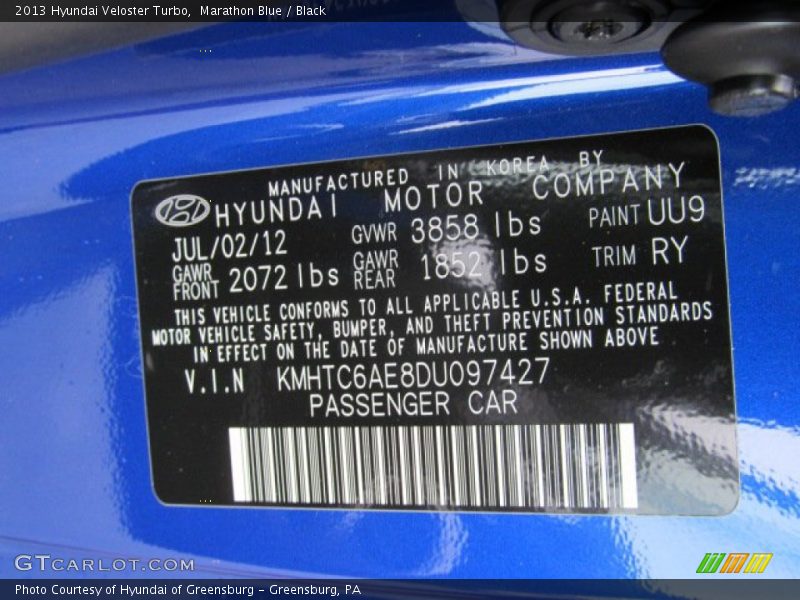 2013 Hyundai Veloster Turbo, Marathon Blue / Black
MANUFACTURED IN KOREA BY
HYUNDAI MOTOR COMPANY
JUL/02/12 GVWR 3858 lbs PAINT UU9
GAWR FRONT 2072 lbs GAWR REAR 1852 lbs TRIM RY
THIS VEHICLE CONFORMS TO ALL APPLICABLE U.S.A. FEDERAL
MOTOR VEHICLE SAFETY, BUMPER, AND THEFT PREVENTION STANDARDS
IN EFFECT ON THE DATE OF MANUFACTURE SHOWN ABOVE
V.I.N KMHTC6AE8DU097427
PASSENGER CAR
GTCARLOT.COM
Photo Courtesy of Hyundai of Greensburg - Greensburg, PA